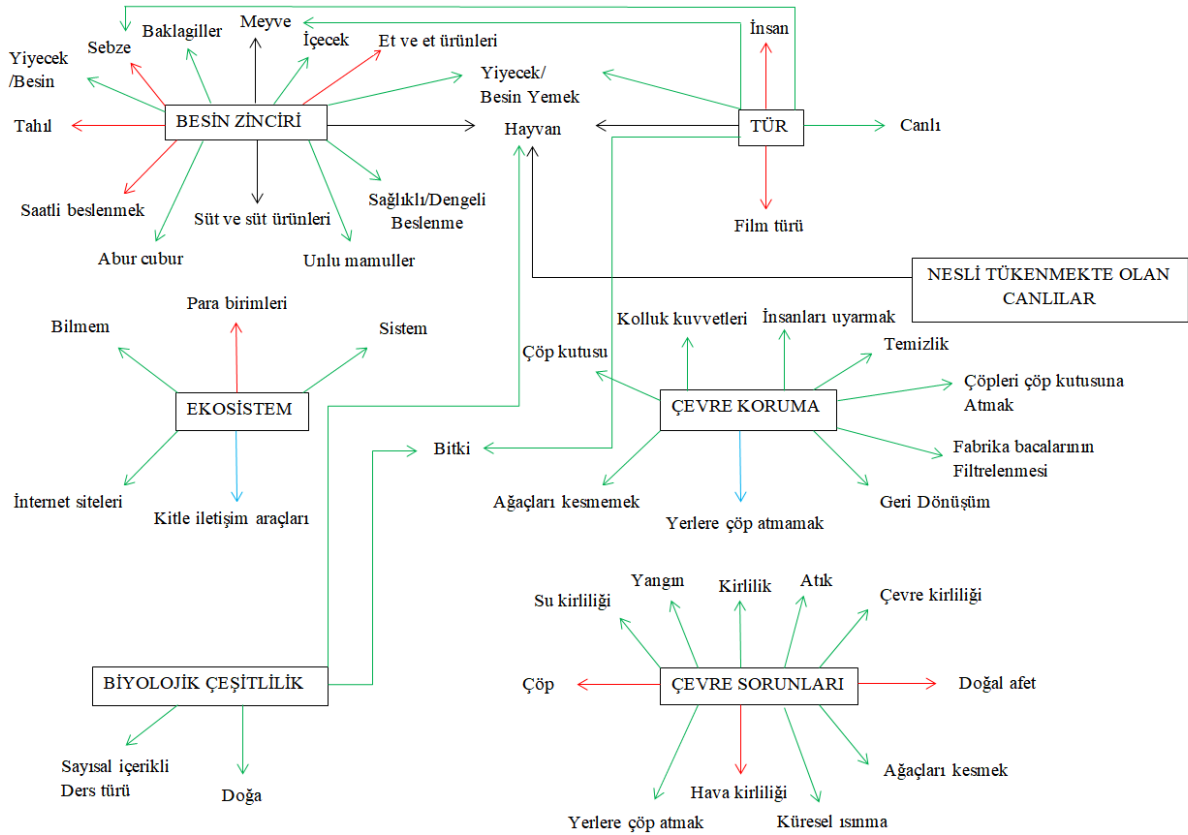 Meyve
İnsan
Baklagiller
Sebze
İçecek
Et ve et ürünleri
Yiyecek
/Besin
Yiyecek/
Besin Yemek
BESİN ZİNCİRİ
Tahıl
Hayvan
TÜR
Canlı
Saatli beslenmek
Süt ve süt ürünleri
Sağlıklı/Dengeli
Beslenme
Film türü
Abur cubur
Unlu mamuller
NESLİ TÜKENMEKTE OLAN
CANLILAR
Para birimleri
Bilmem
Sistem
Kolluk kuvvetleri
İnsanları uyarmak
Temizlik
Çöp kutusu
Çöpleri çöp kutusuna
Atmak
EKOSİSTEM
ÇEVRE KORUMA
Bitki
Fabrika bacalarının
Filtrelenmesi
İnternet siteleri
Kitle iletişim araçları
Ağaçları kesmemek
Yerlere çöp atmamak
Geri Dönüşüm
Su kirliliği
Yangın
Kirlilik
Atık
Çevre kirliliği
BİYOLOJİK ÇEŞİTLİLİK
Çöp
ÇEVRE SORUNLARI
Doğal afet
Sayısal içerikli
Ders türü
Doğa
Ağaçları kesmek
Hava kirliliği
Yerlere çöp atmak
Küresel ısınma